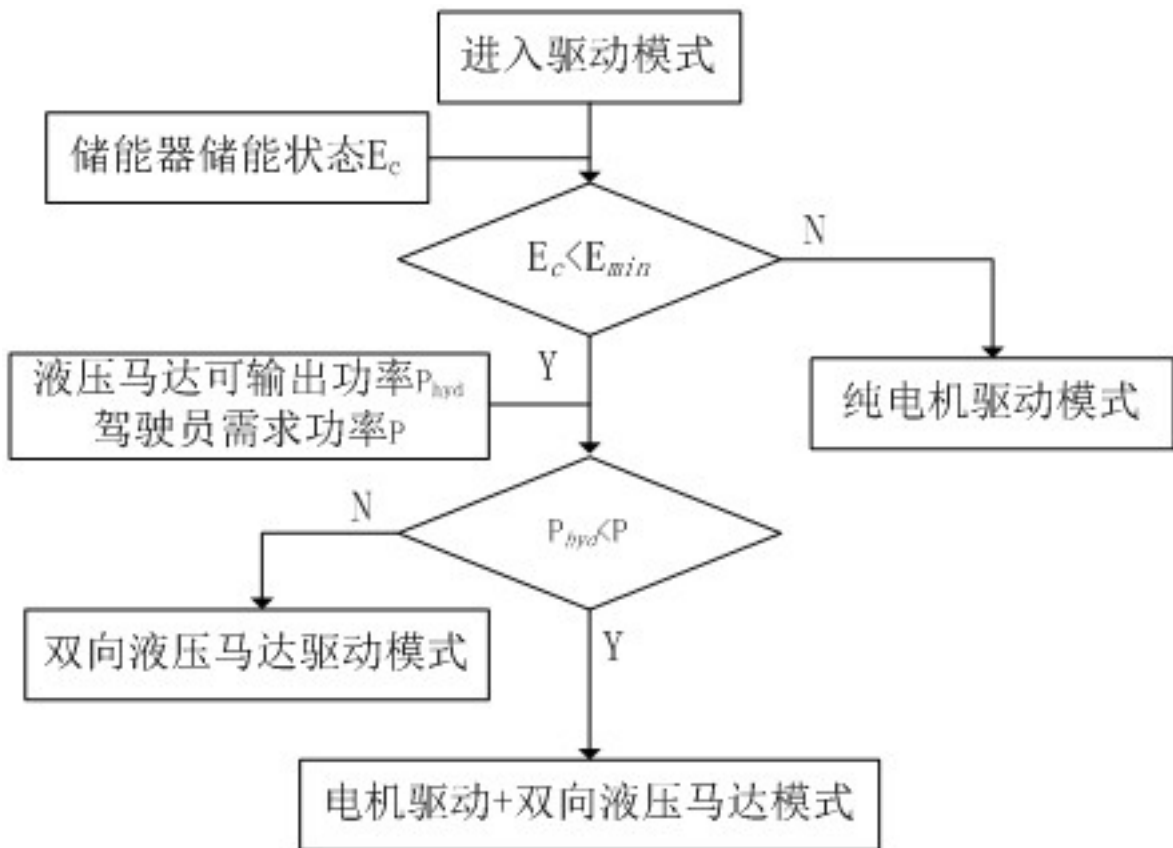 进入驱动模式
储能器储能状态Ec
Ec<Emin
N
Y
液压马达可输出功率Phyd
驾驶员需求功率P
纯电机驱动模式
N
Phyd<P
双向液压马达驱动模式
Y
电机驱动+双向液压马达模式